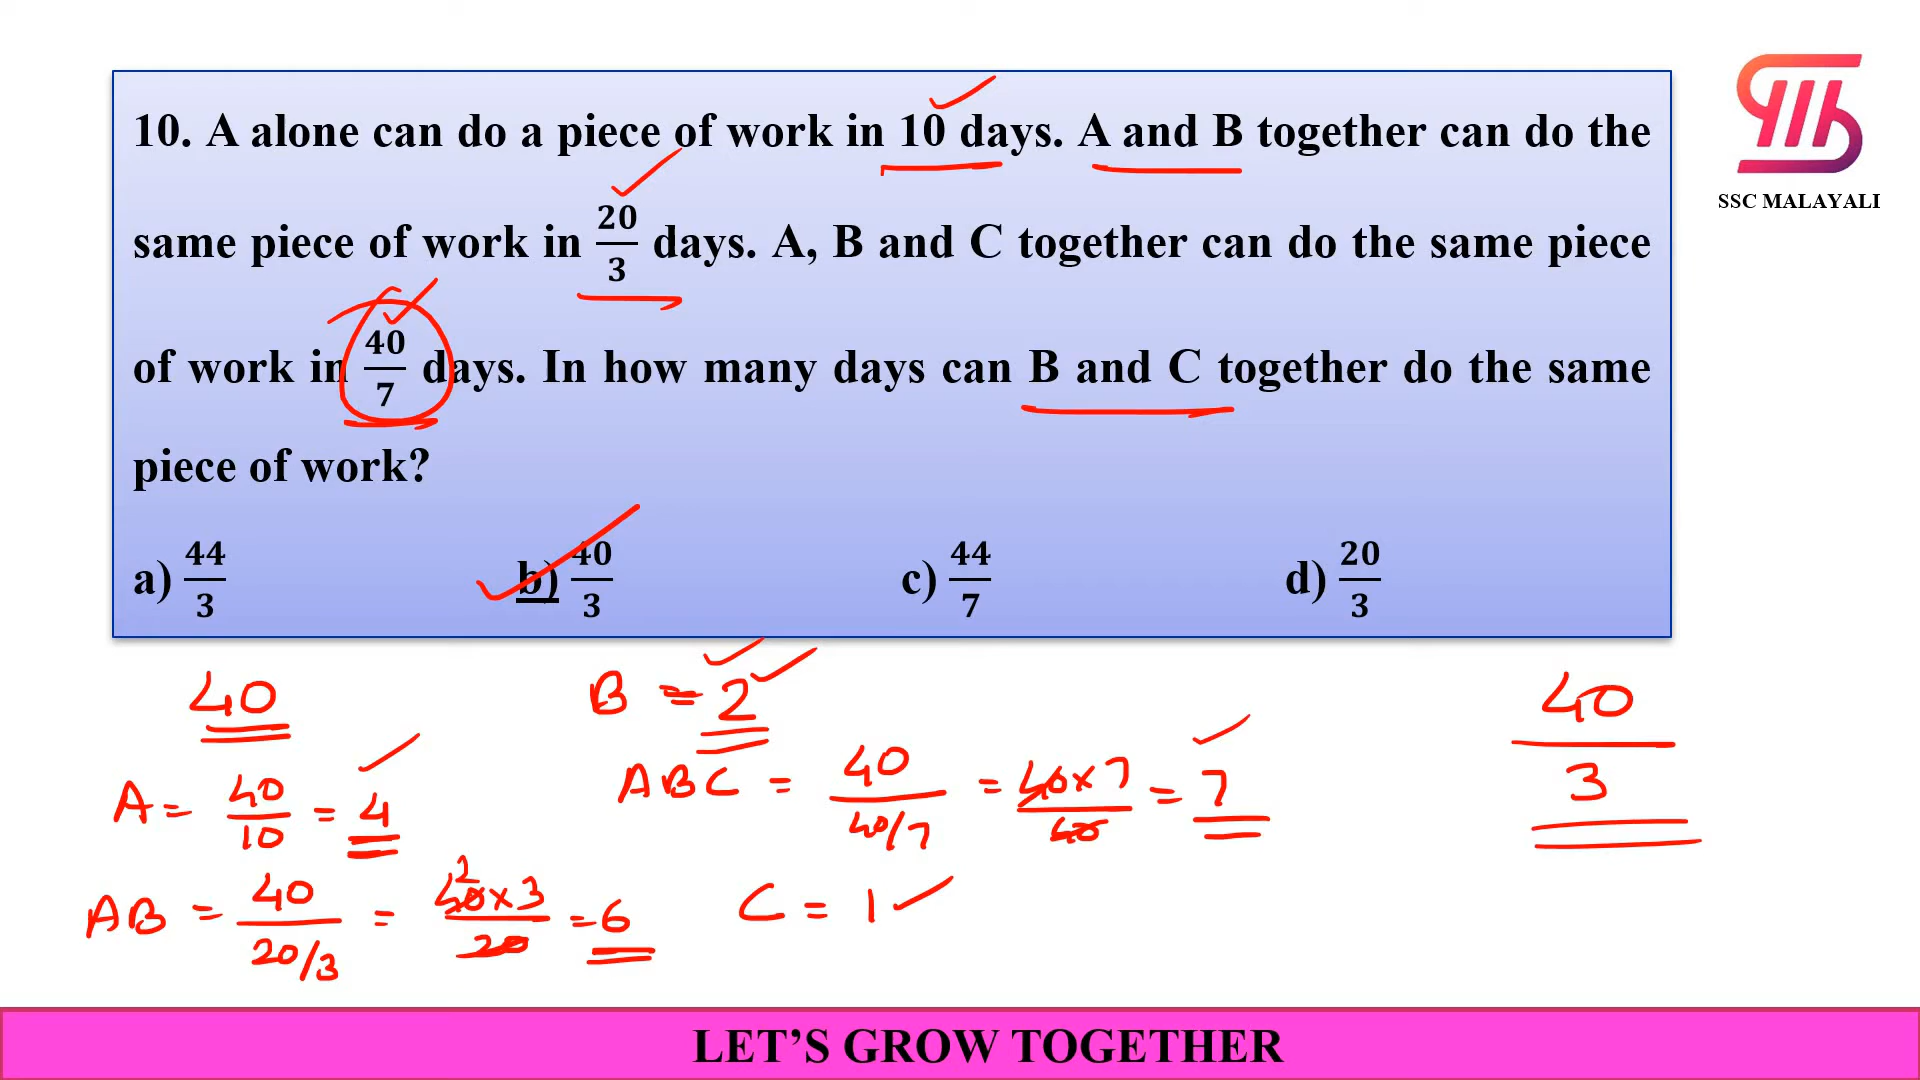 10. A alone can do a piece of work in 10 days. A and B together can do the
same piece of work in 20/3 days. A, B and C together can do the same piece
of work in 40/7 days. In how many days can B and C together do the same
piece of work?
a) 44/3 b) 40/3 c) 44/7 d) 20/3
SSC MALAYALI
40
A = 40/10 = 4
AB = 40/(20/3) = (40×3)/20 = 6
2
B = 2
ABC = 40/(40/7) = (40×7)/40 = 7
C = 1
40/3
LET’S GROW TOGETHER